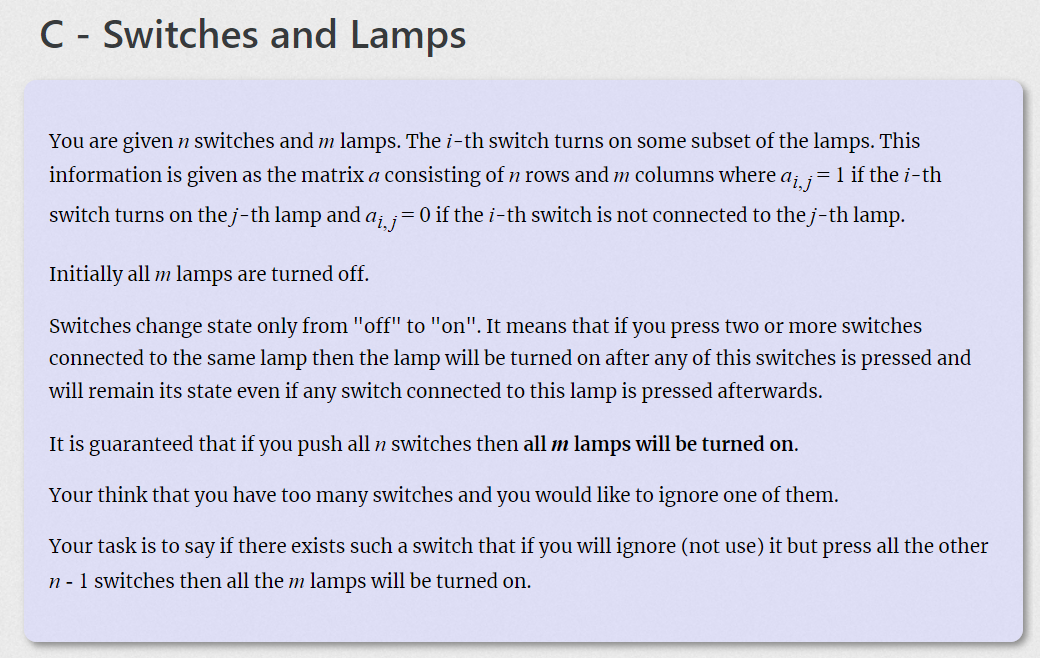 C - Switches and Lamps
You are given n switches and m lamps. The i-th switch turns on some subset of the lamps. This
information is given as the matrix a consisting of n rows and m columns where a_{i, j} = 1 if the i-th
switch turns on the j-th lamp and a_{i, j} = 0 if the i-th switch is not connected to the j-th lamp.
Initially all m lamps are turned off.
Switches change state only from "off" to "on". It means that if you press two or more switches
connected to the same lamp then the lamp will be turned on after any of this switches is pressed and
will remain its state even if any switch connected to this lamp is pressed afterwards.
It is guaranteed that if you push all n switches then all m lamps will be turned on.
Your think that you have too many switches and you would like to ignore one of them.
Your task is to say if there exists such a switch that if you will ignore (not use) it but press all the other
n - 1 switches then all the m lamps will be turned on.